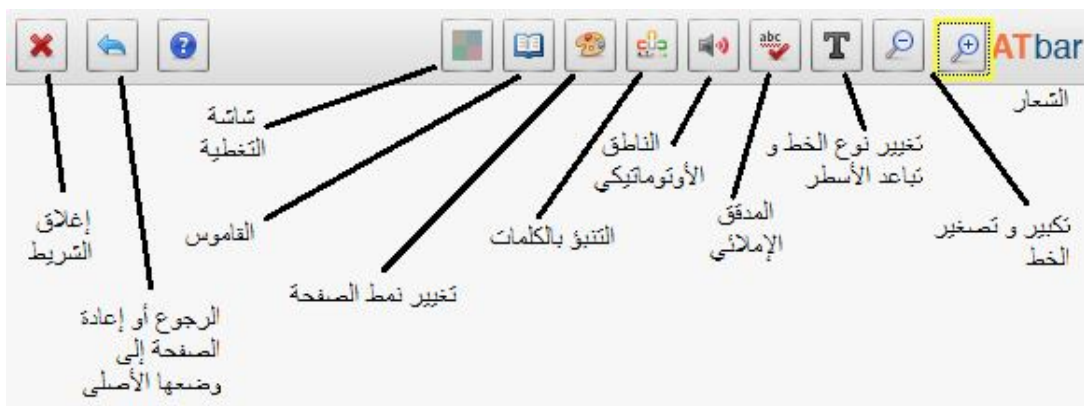 ATbar
abc
T
?
الشعار
تكبير و تصغير
الخط
تغيير نوع الخط و
تباعد الأسطر
المدقق
الإملائي
الناطق
الأوتوماتيكي
التنبؤ بالكلمات
تغيير نمط الصفحة
القاموس
شاشة
التغطية
الرجوع أو إعادة
الصفحة إلى
وضعها الأصلى
إغلاق
الشريط